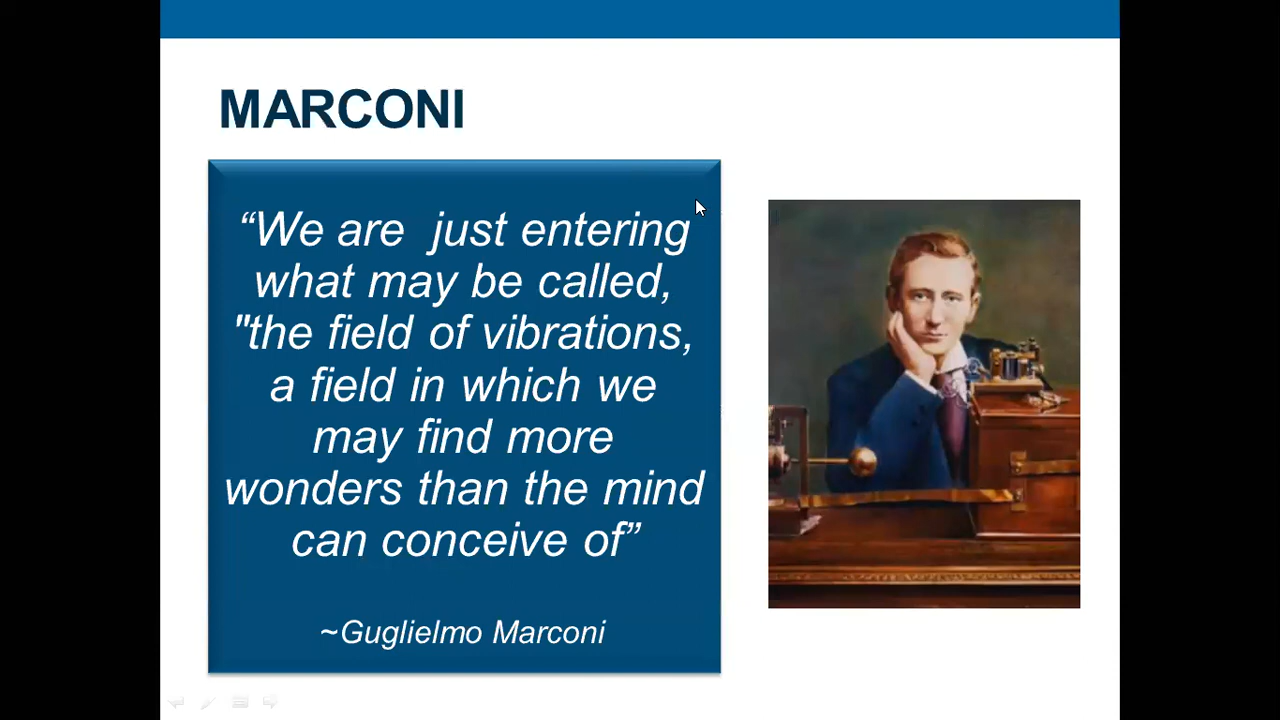 MARCONI
“We are  just entering
what may be called,
"the field of vibrations,
a field in which we
may find more
wonders than the mind
can conceive of”
~Guglielmo Marconi